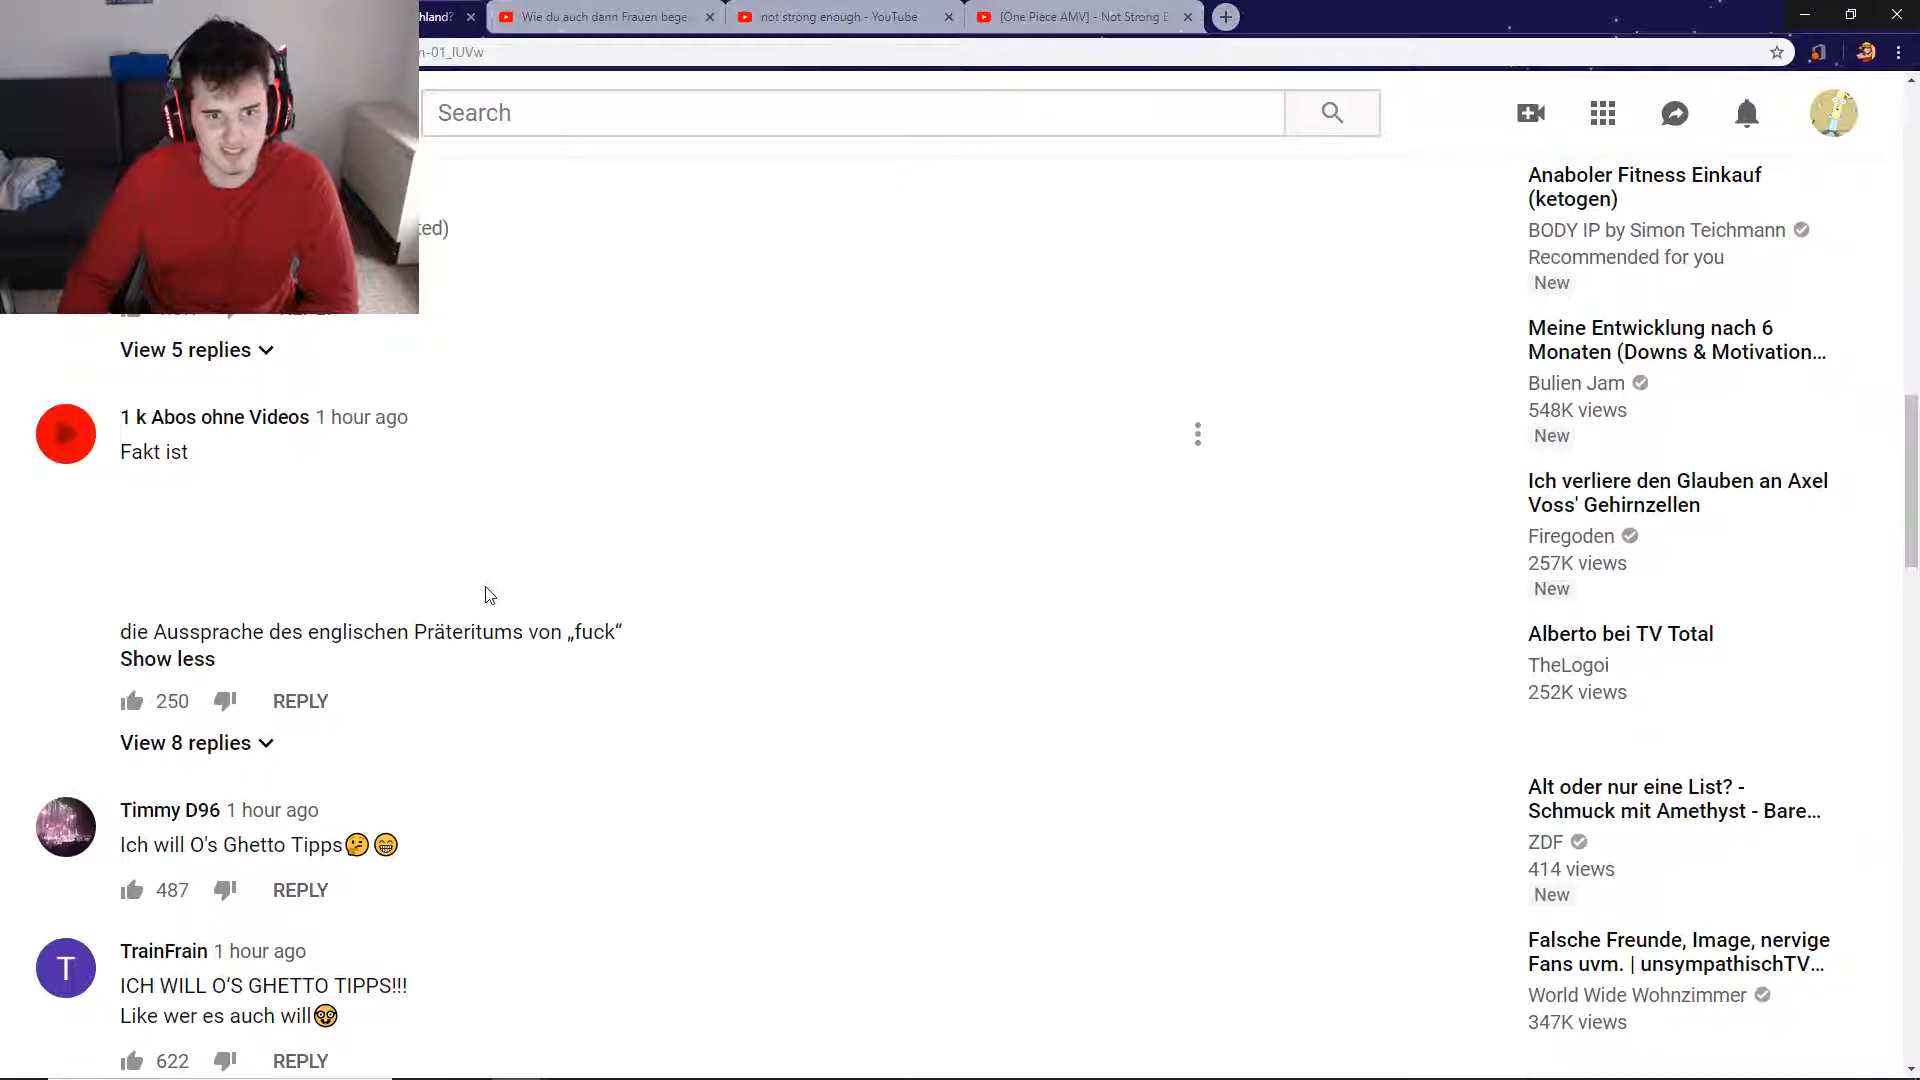 hland?
Wie du auch dann Frauen bege
not strong enough - YouTube
[One Piece AMV] - Not Strong E
n-01_lUVw
Search
ted)
View 5 replies
1 k Abos ohne Videos 1 hour ago
Fakt ist
die Aussprache des englischen Präteritums von „fuck“
Show less
250 REPLY
View 8 replies
Timmy D96 1 hour ago
Ich will O's Ghetto Tipps🤔😁
487 REPLY
T
TrainFrain 1 hour ago
ICH WILL O‘S GHETTO TIPPS!!!
Like wer es auch will🤓
622 REPLY
Anaboler Fitness Einkauf
(ketogen)
BODY IP by Simon Teichmann
Recommended for you
New
Meine Entwicklung nach 6
Monaten (Downs & Motivation...
Bulien Jam
548K views
New
Ich verliere den Glauben an Axel
Voss' Gehirnzellen
Firegoden
257K views
New
Alberto bei TV Total
TheLogoi
252K views
Alt oder nur eine List? -
Schmuck mit Amethyst - Bare...
ZDF
414 views
New
Falsche Freunde, Image, nervige
Fans uvm. | unsympathischTV...
World Wide Wohnzimmer
347K views